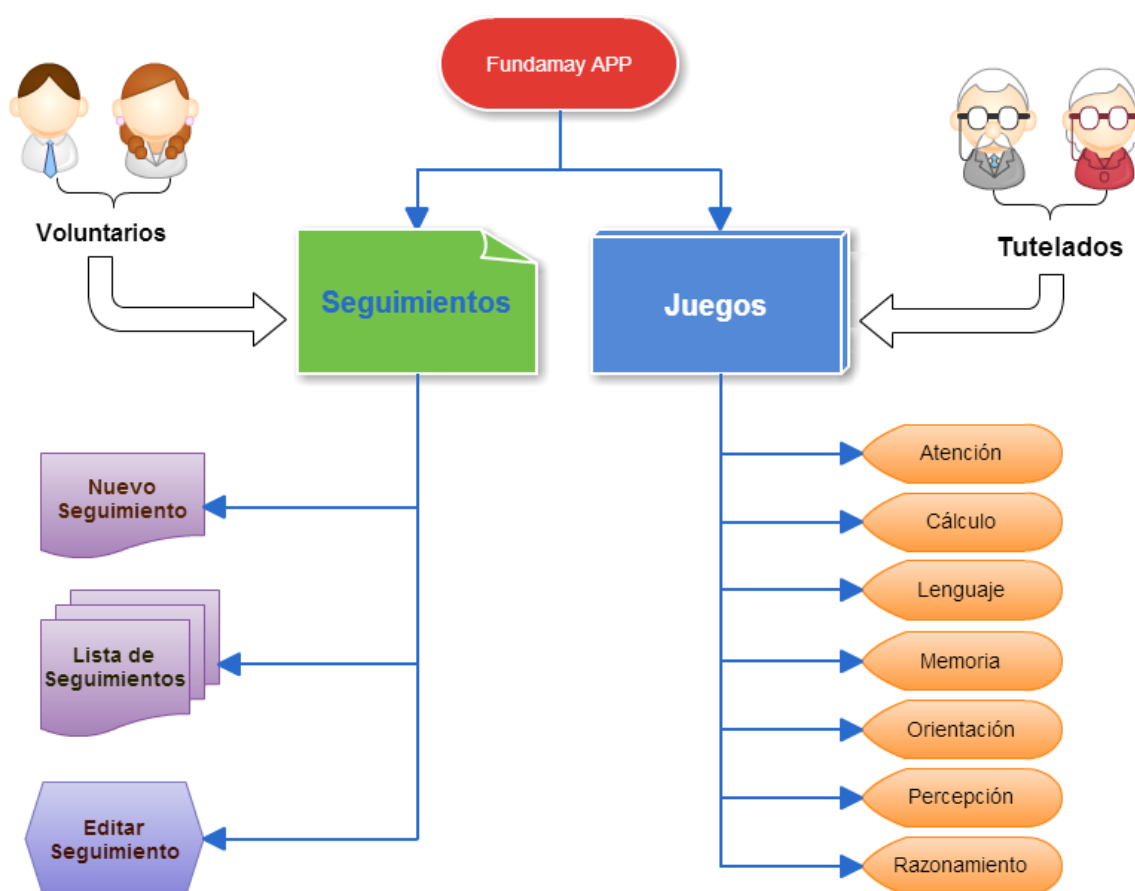 Fundamay APP
Voluntarios
Tutelados
Seguimientos
Juegos
Nuevo
Seguimiento
Lista de
Seguimientos
Editar
Seguimiento
Atención
Cálculo
Lenguaje
Memoria
Orientación
Percepción
Razonamiento